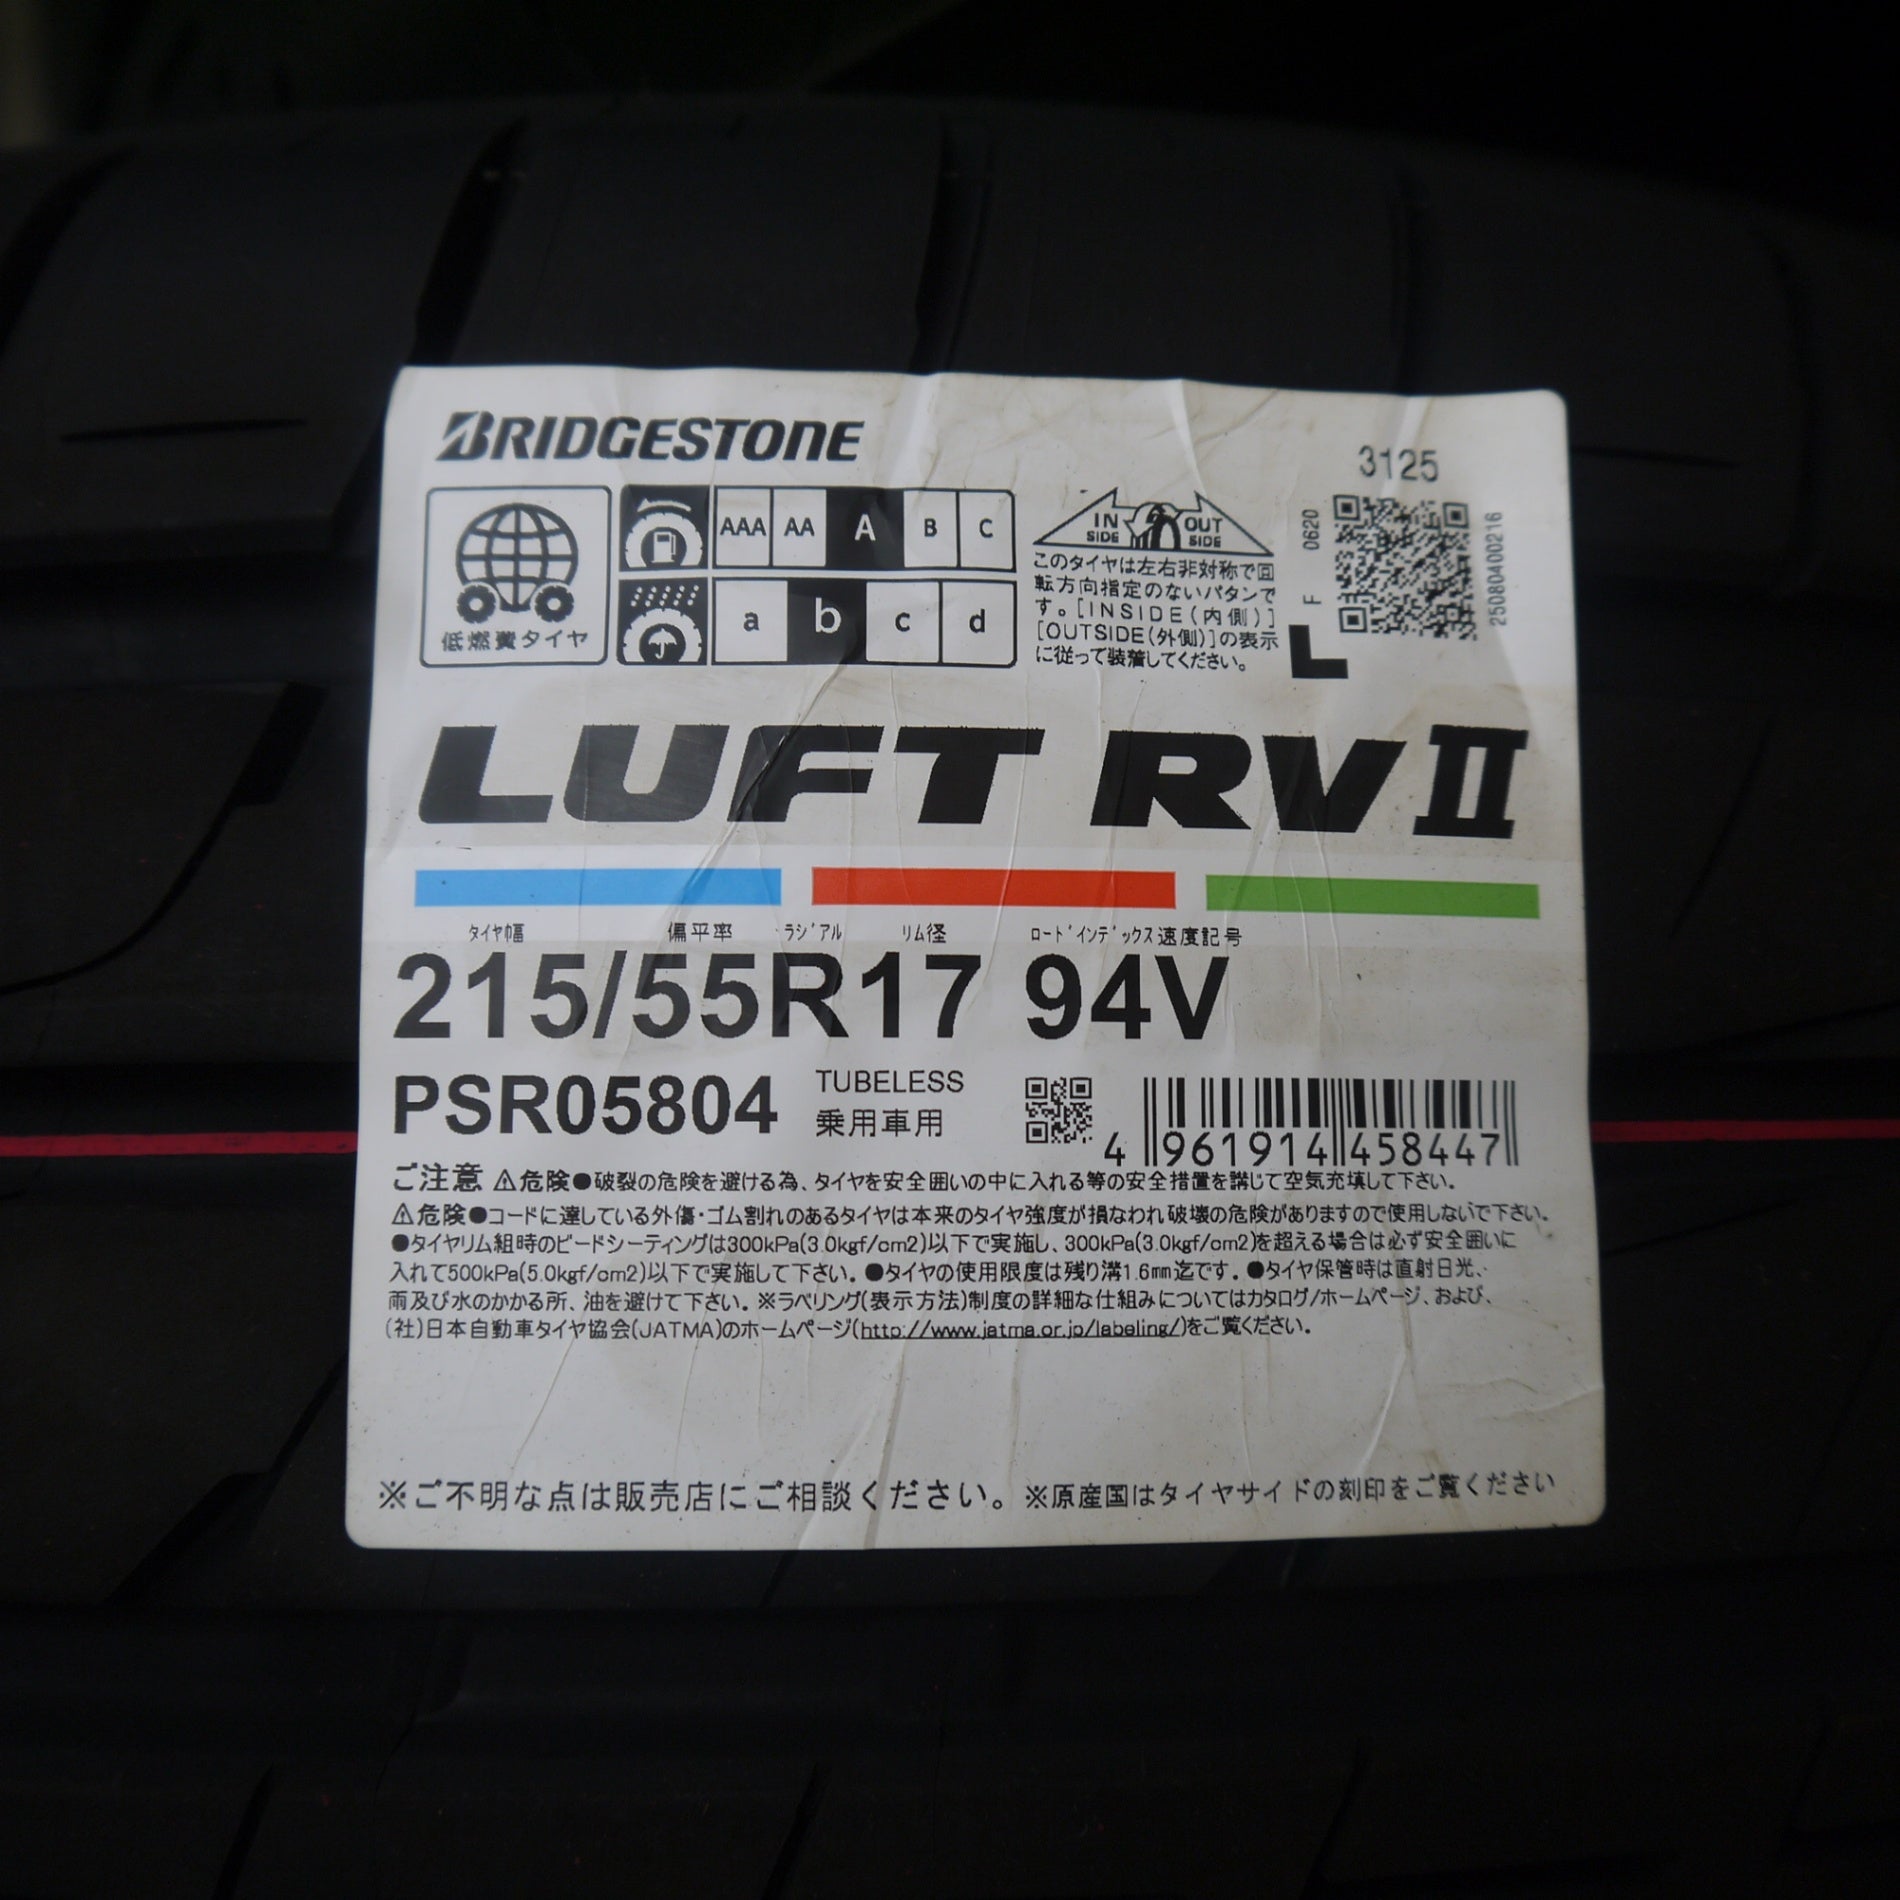 BRIDGESTONE
3125
低燃費タイヤ
AAA AA A B C
a b c d
IN SIDE OUT SIDE
このタイヤは左右非対称で回
転方向指定のないパタンで
す。[INSIDE(内側)]
[OUTSIDE(外側)]の表示
に従って装着してください。
F 0620
L
2508040021​6
LUFT RVII
タイヤ巾幅 偏平率 ラジアル リム径 ロードインデックス 速度記号
215/55R17 94V
PSR05804
TUBELESS
乗用車用
4 961914 458447
ご注意 ⚠危険●破裂の危険を避ける為、タイヤを安全囲いの中に入れる等の安全措置を講じて空気充填して下さい。
⚠危険●コードに達している外傷・ゴム割れのあるタイヤは本来のタイヤ強度が損なわれ破壊の危険がありますので使用しないで下さい。
●タイヤリム組時のビードシーティングは300kPa(3.0kgf/cm2)以下で実施し、300kPa(3.0kgf/cm2)を超える場合は必ず安全囲いに
入れて500kPa(5.0kgf/cm2)以下で実施して下さい。●タイヤの使用限度は残り溝1.6mm迄です。●タイヤ保管時は直射日光、
雨及び水のかかる所、油を避けて下さい。※ラベリング(表示方法)制度の詳細な仕組みについてはカタログ/ホームページ、および、
(社)日本自動車タイヤ協会(JATMA)のホームページ(http://www.jatma.or.jp/labeling/)をご覧ください。
※ご不明な点は販売店にご相談ください。※原産国はタイヤサイドの刻印をご覧ください